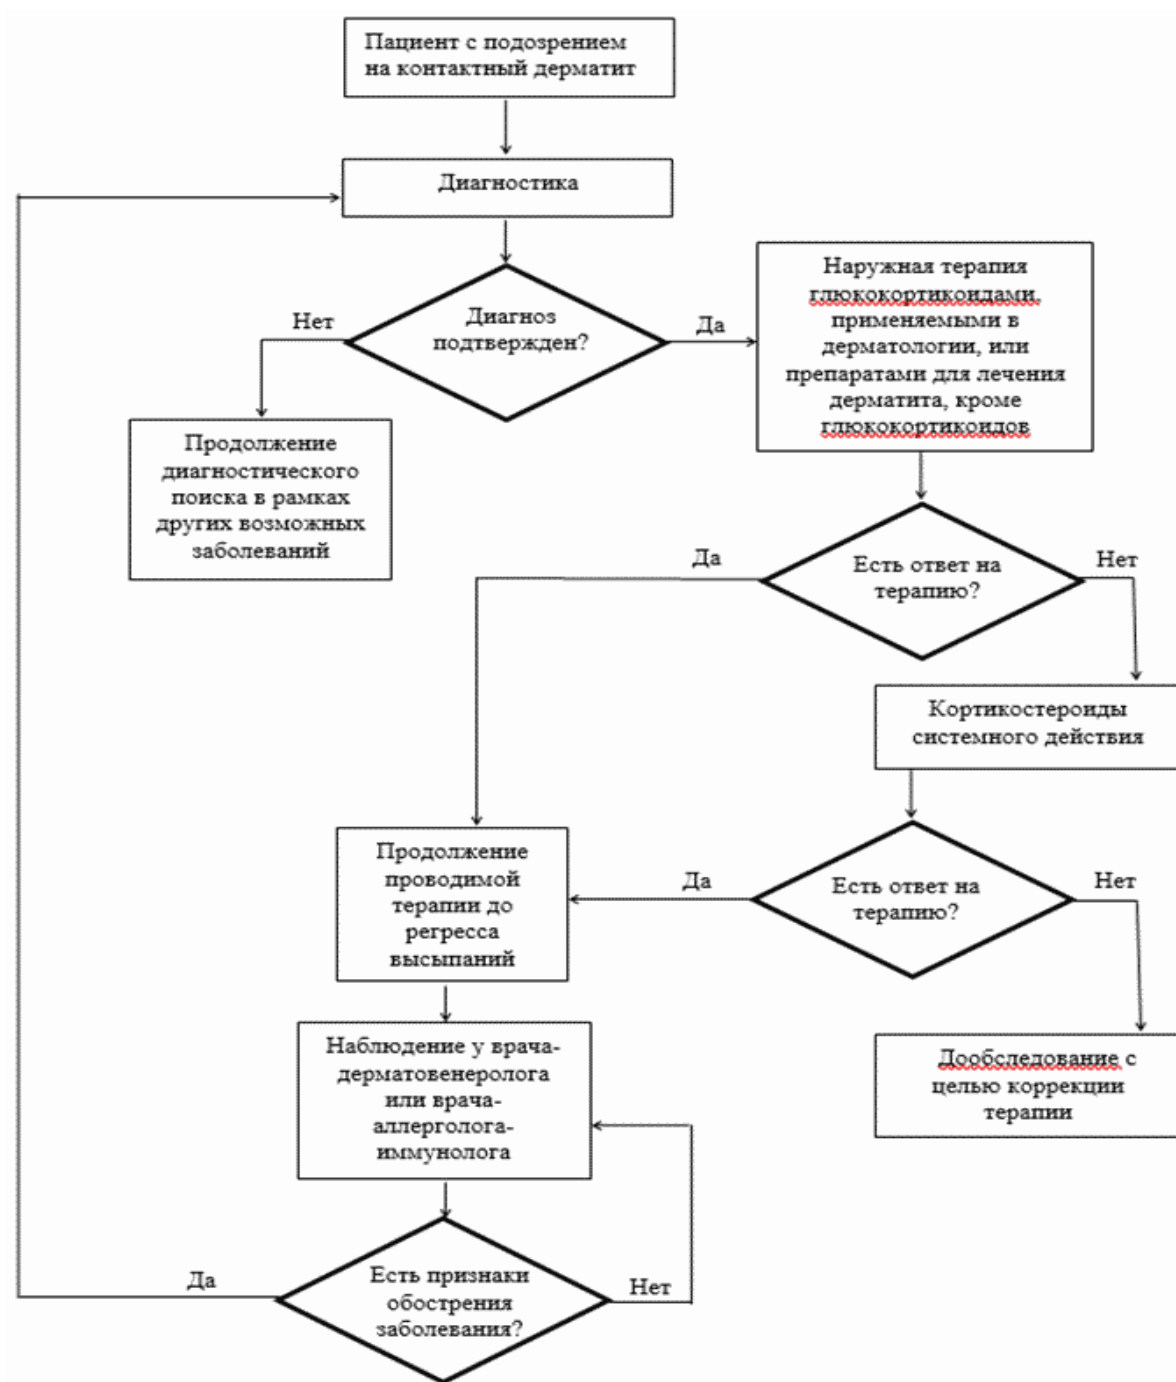 Пациент с подозрением
на контактный дерматит
Диагностика
Диагноз
подтвержден?
Нет
Да
Наружная терапия
глюкокортикоидами,
применяемыми в
дерматологии, или
препаратами для лечения
дерматита, кроме
глюкокортикоидов
Продолжение
диагностического
поиска в рамках
других возможных
заболеваний
Есть ответ на
терапию?
Да
Нет
Кортикостероиды
системного действия
Есть ответ на
терапию?
Да
Нет
Продолжение
проводимой
терапии до
регресса
высыпаний
Дообследование с
целью коррекции
терапии
Наблюдение у врача-
дерматовенеролога
или врача-
аллерголога-
иммунолога
Есть признаки
обострения
заболевания?
Да
Нет